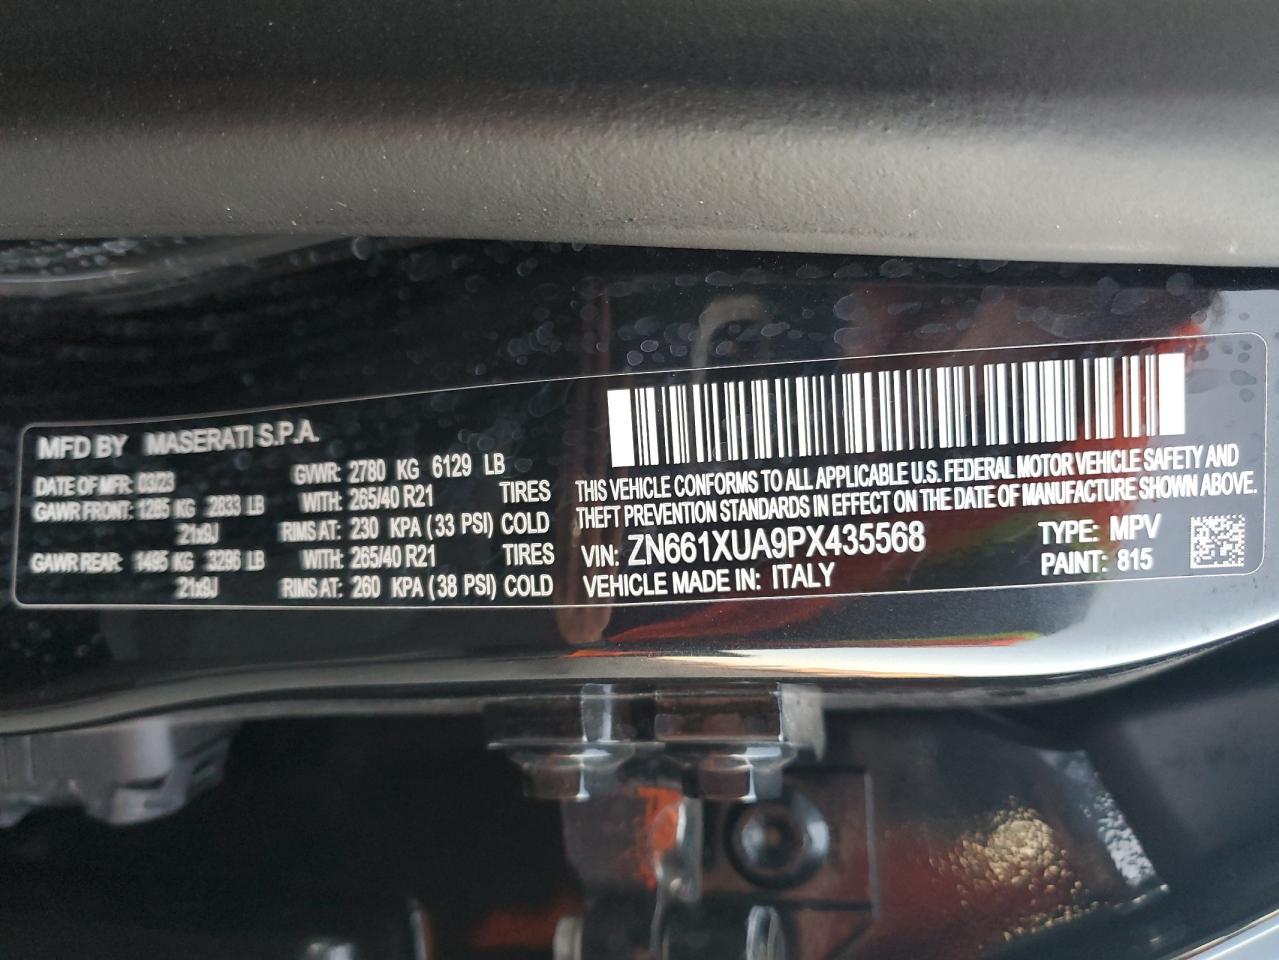 MFD BY MASERATI S.P.A.
DATE OF MFR: 03/23 GVWR: 2780 KG 6129 LB
GAWR FRONT: 1285 KG 2833 LB WITH: 265/40 R21 TIRES
21x9J RIMS AT: 230 KPA (33 PSI) COLD
GAWR REAR: 1495 KG 3296 LB WITH: 265/40 R21 TIRES
21x9J RIMS AT: 260 KPA (38 PSI) COLD
THIS VEHICLE CONFORMS TO ALL APPLICABLE U.S. FEDERAL MOTOR VEHICLE SAFETY AND
THEFT PREVENTION STANDARDS IN EFFECT ON THE DATE OF MANUFACTURE SHOWN ABOVE.
VIN: ZN661XUA9PX435568 TYPE: MPV
VEHICLE MADE IN: ITALY PAINT: 815